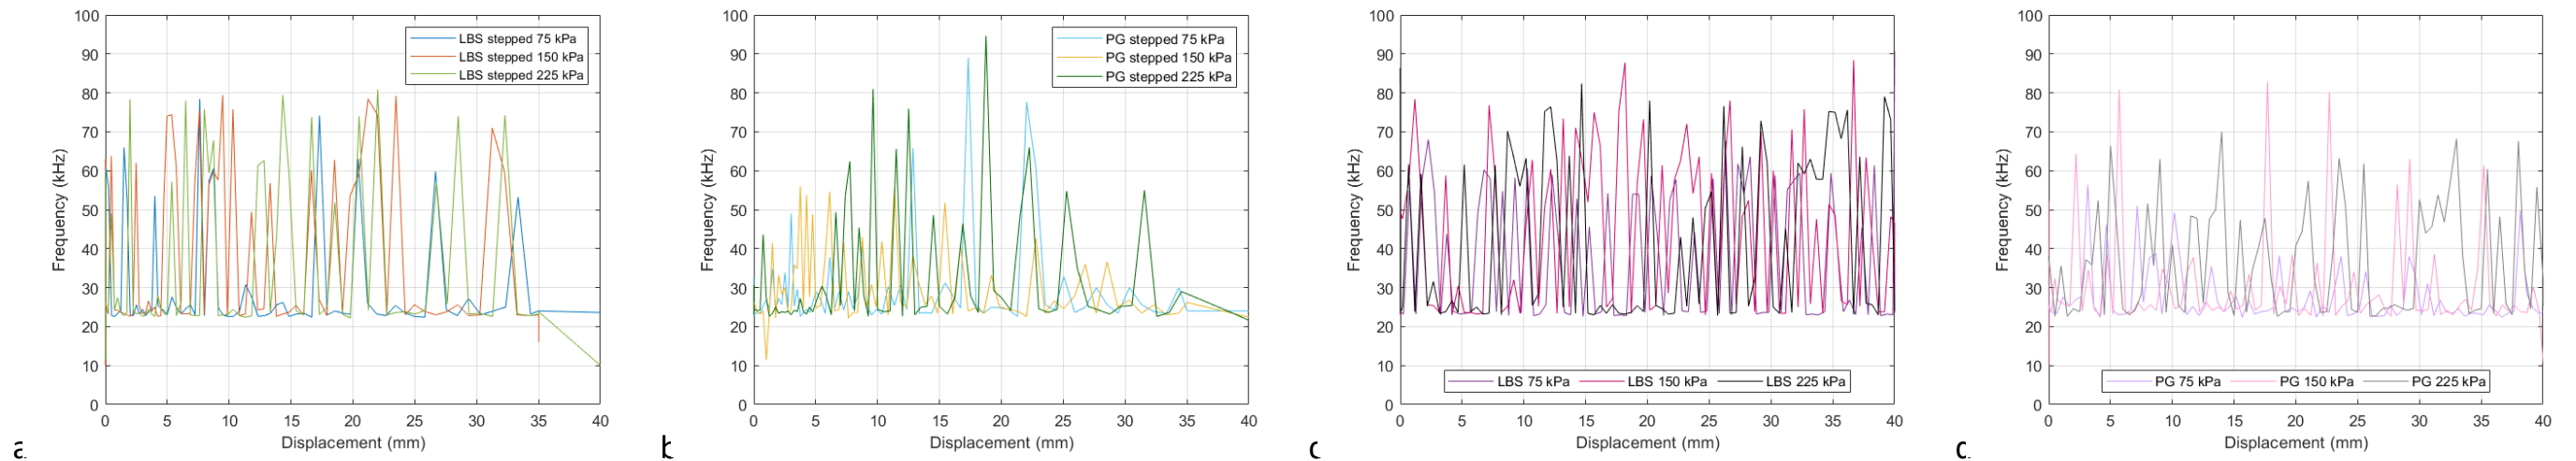 100
90
80
70
60
50
40
30
20
10
0
Frequency (kHz)
LBS stepped 75 kPa
LBS stepped 150 kPa
LBS stepped 225 kPa
0 5 10 15 20 25 30 35 40
Displacement (mm)
a
100
90
80
70
60
50
40
30
20
10
0
Frequency (kHz)
PG stepped 75 kPa
PG stepped 150 kPa
PG stepped 225 kPa
0 5 10 15 20 25 30 35 40
Displacement (mm)
b
100
90
80
70
60
50
40
30
20
10
0
Frequency (kHz)
LBS 75 kPa LBS 150 kPa LBS 225 kPa
0 5 10 15 20 25 30 35 40
Displacement (mm)
c
100
90
80
70
60
50
40
30
20
10
0
Frequency (kHz)
PG 75 kPa PG 150 kPa PG 225 kPa
0 5 10 15 20 25 30 35 40
Displacement (mm)